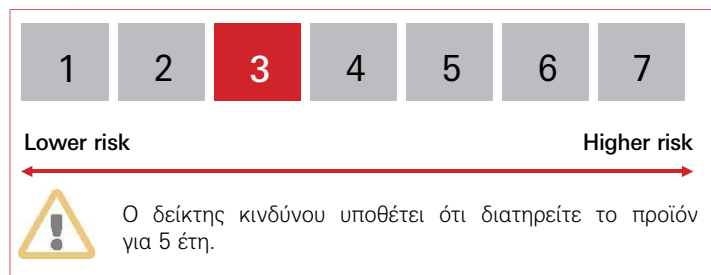 1 2 3 4 5 6 7
Lower risk Higher risk
Ο δείκτης κινδύνου υποθέτει ότι διατηρείτε το προϊόν
για 5 έτη.